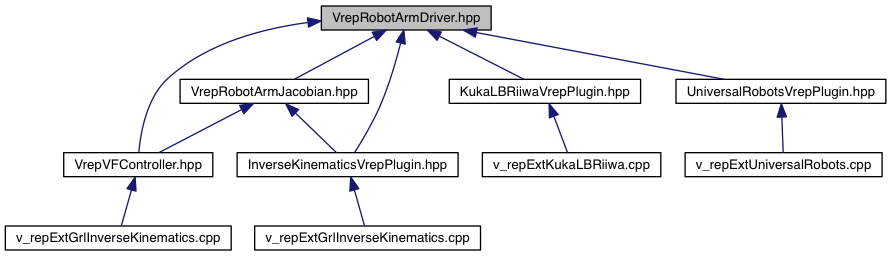 VrepRobotArmDriver.hpp
VrepRobotArmJacobian.hpp
KukaLBRiiwaVrepPlugin.hpp
UniversalRobotsVrepPlugin.hpp
VrepVFController.hpp
InverseKinematicsVrepPlugin.hpp
v_repExtKukaLBRiiwa.cpp
v_repExtUniversalRobots.cpp
v_repExtGrlInverseKinematics.cpp
v_repExtGrlInverseKinematics.cpp